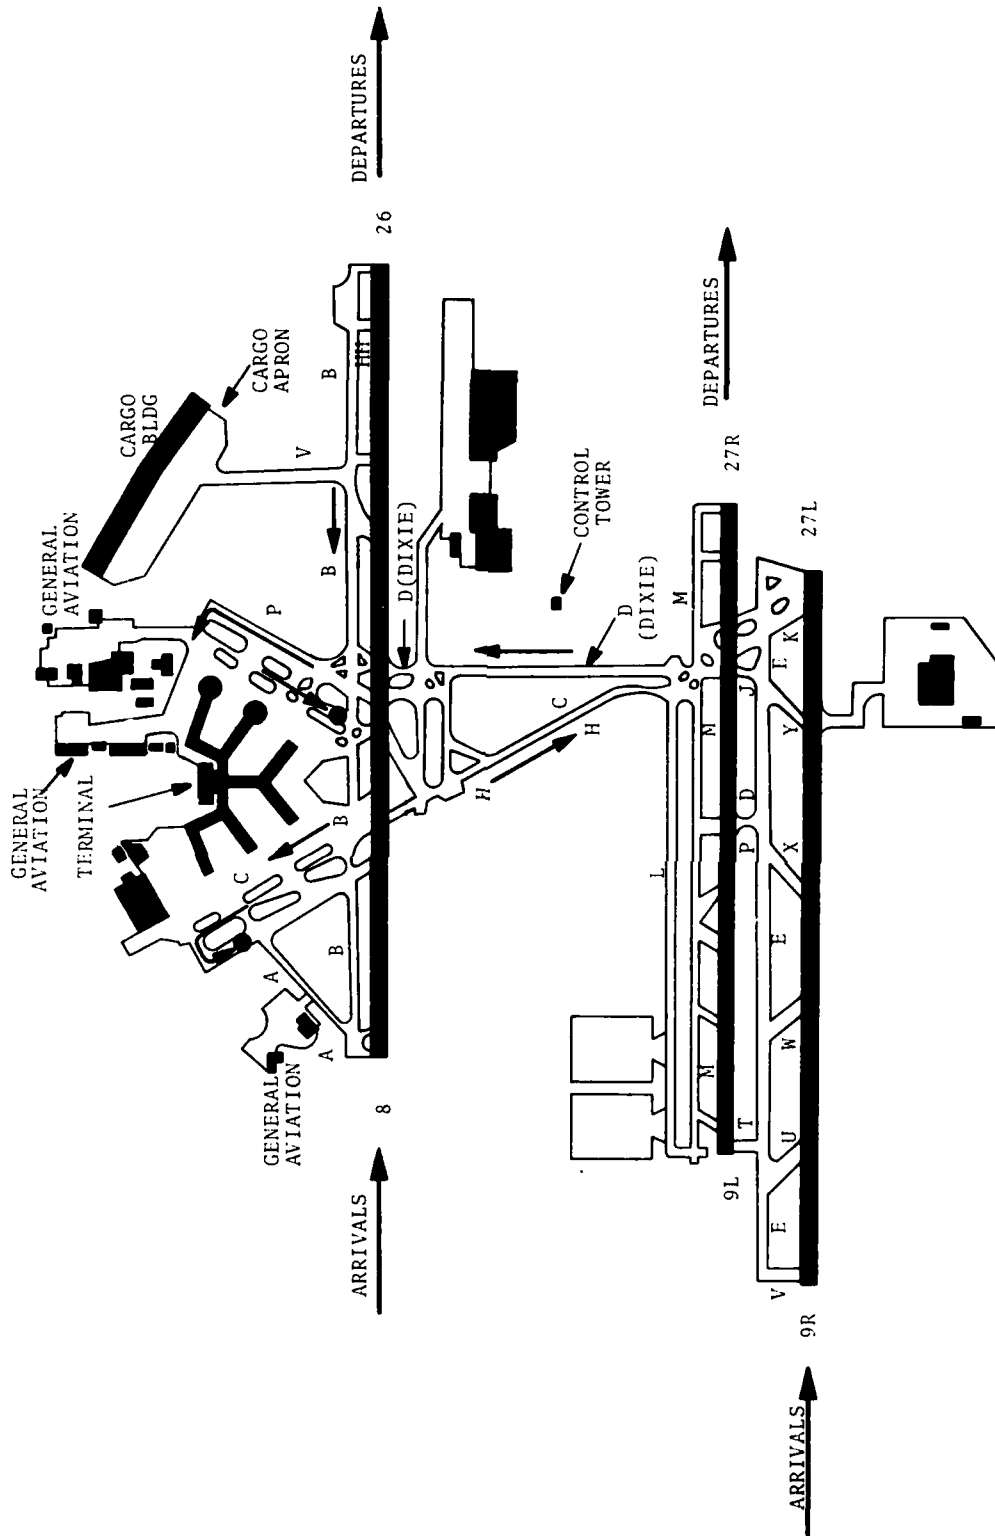 DEPARTURES
26
CARGO
APRON
CARGO
BLDG
B
HH
V
B
D(DIXIE)
CONTROL
TOWER
GENERAL
AVIATION
P
GENERAL
AVIATION
TERMINAL
C
B
C
H
H
D
(DIXIE)
M
DEPARTURES
27R
27L
K
E
J
Y
M
D
P
X
L
E
A
B
A
GENERAL
AVIATION
8
ARRIVALS
M
W
T
U
9L
E
V
9R
ARRIVALS